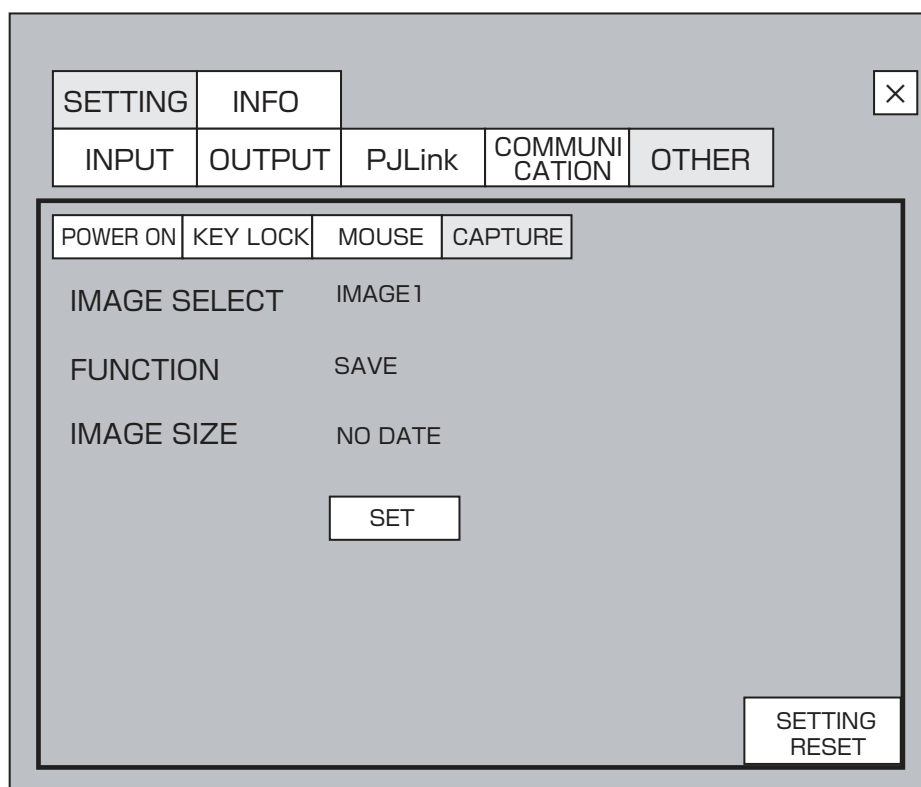 SETTING INFO ×
INPUT OUTPUT PJLink COMMUNI
CATION OTHER
POWER ON KEY LOCK MOUSE CAPTURE
IMAGE SELECT IMAGE1
FUNCTION SAVE
IMAGE SIZE NO DATE
SET
SETTING
RESET